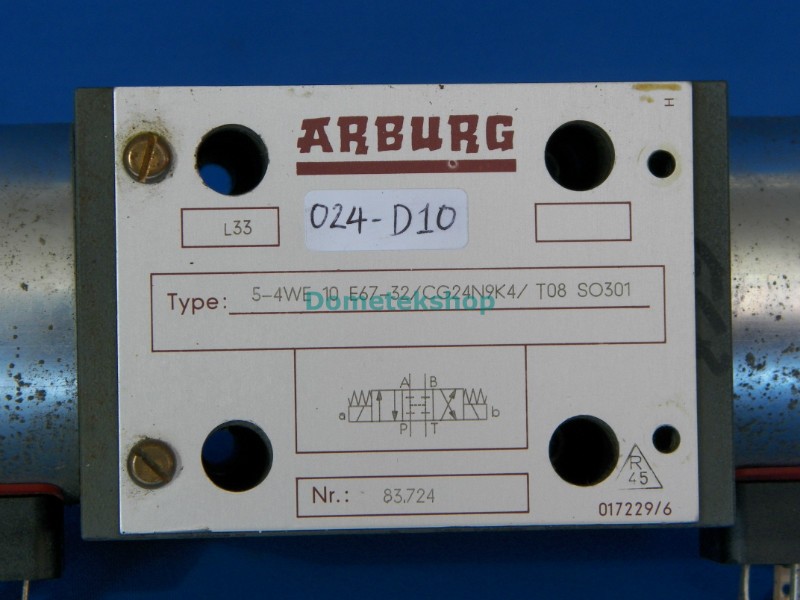 ARBURG
H
L33
024-D10
Type: 5-4WE 10 E67-32/CG24N9K4/ T08 SO301
Dometekshop
A B
a b
P T
R
45
Nr.: 83.724
017229/6